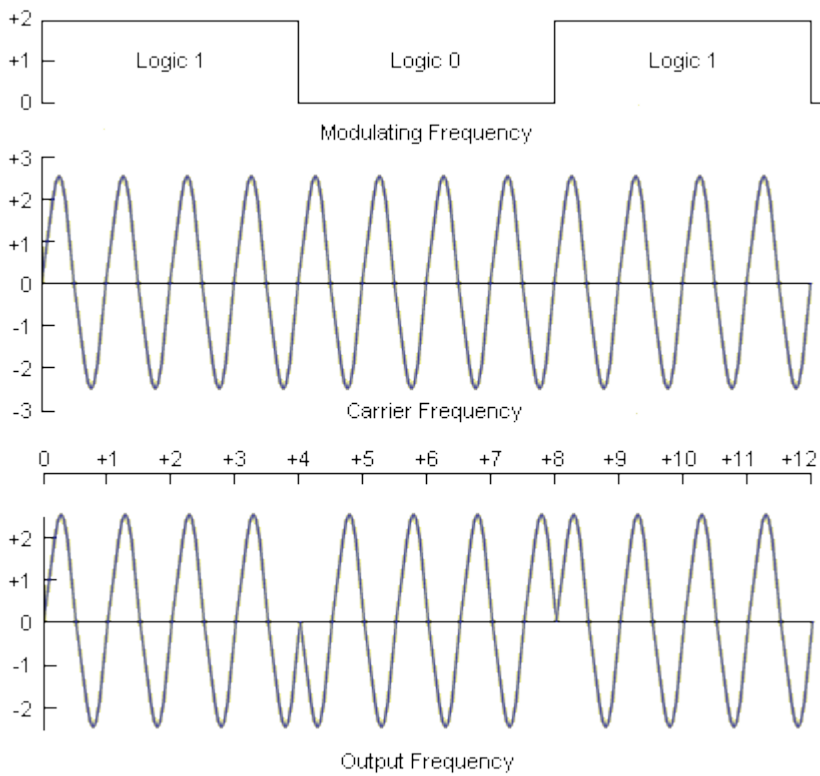 +2
+1
0
Logic 1
Logic 0
Logic 1
Modulating Frequency
+3
+2
+1
0
-1
-2
-3
Carrier Frequency
0 +1 +2 +3 +4 +5 +6 +7 +8 +9 +10 +11 +12
+2
+1
0
-1
-2
Output Frequency